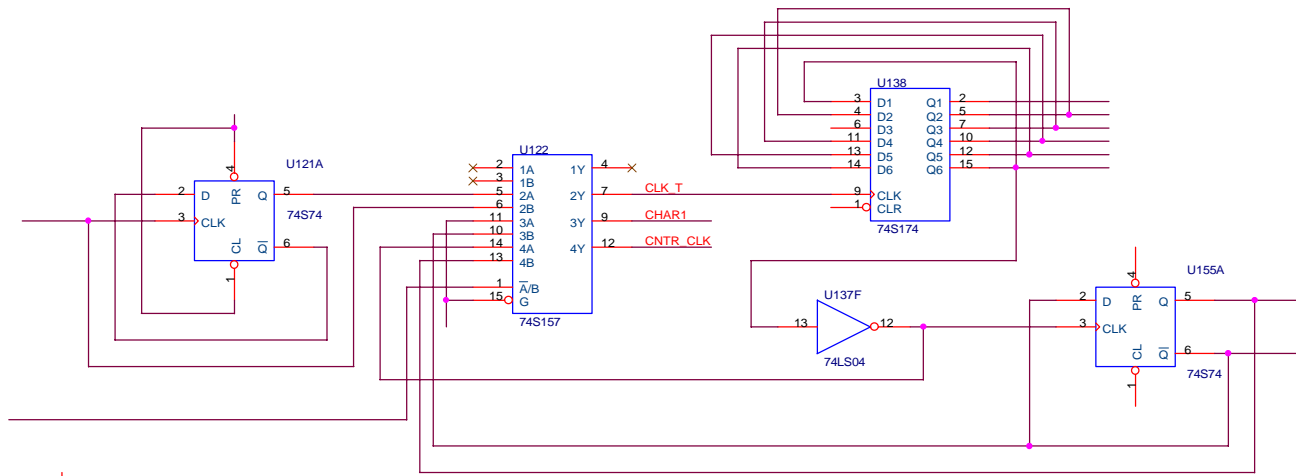 U138
3 D1 Q1 2
4 D2 Q2 5
6 D3 Q3 7
11 D4 Q4 10
13 D5 Q5 12
14 D6 Q6 15
9 CLK
1 CLR
74S174
U121A
4
2 D PR Q 5
74S74
3 CLK
CL Q 6
1
U122
2 1A 1Y 4
3 1B
5 2A 2Y 7 CLK_T
6 2B
11 3A 3Y 9 CHAR1
10 3B
14 4A 4Y 12 CNTR_CLK
13 4B
1 A/B
15 G
74S157
U137F
13 12
74LS04
U155A
4
2 D PR Q 5
3 CLK
CL Q 6
74S74
1